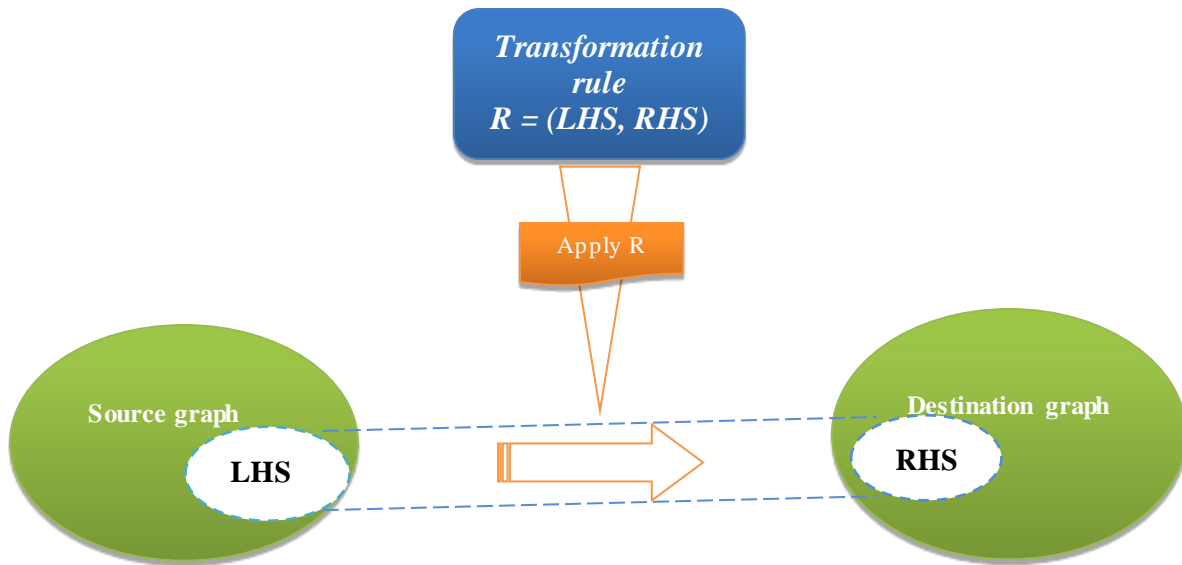 Transformation
rule
R = (LHS, RHS)
Apply R
Source graph
Destination graph
LHS
RHS